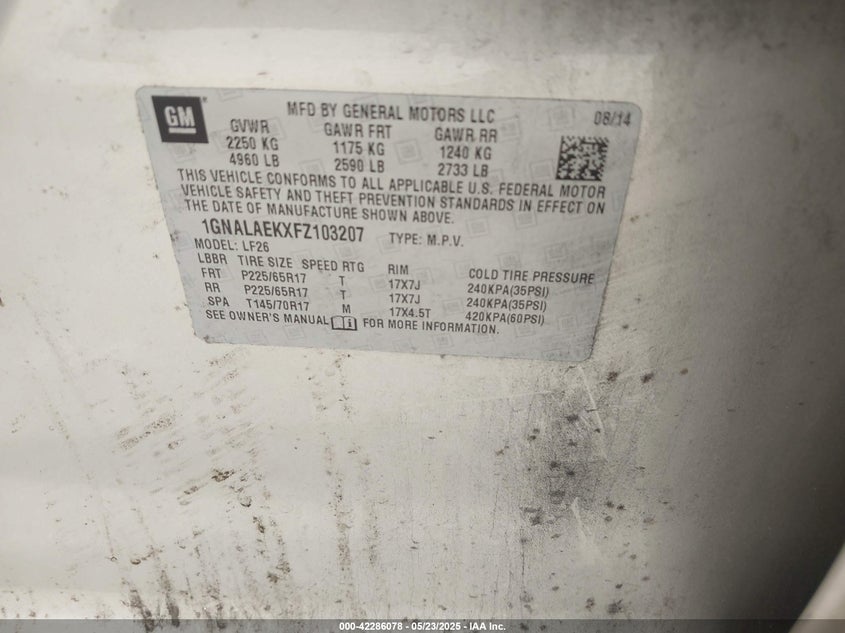 GM
MFD BY GENERAL MOTORS LLC 08/14
GVWR GAWR FRT GAWR RR
2250 KG 1175 KG 1240 KG
4960 LB 2590 LB 2733 LB
THIS VEHICLE CONFORMS TO ALL APPLICABLE U.S. FEDERAL MOTOR
VEHICLE SAFETY AND THEFT PREVENTION STANDARDS IN EFFECT ON
THE DATE OF MANUFACTURE SHOWN ABOVE.
1GNALAEKXFZ103207 TYPE: M.P.V.
MODEL: LF26
LBBR TIRE SIZE SPEED RTG RIM COLD TIRE PRESSURE
FRT P225/65R17 T 17X7J 240KPA(35PSI)
RR P225/65R17 T 17X7J 240KPA(35PSI)
SPA T145/70R17 M 17X4.5T 420KPA(60PSI)
SEE OWNER'S MANUAL FOR MORE INFORMATION.
000-42286078 - 05/23/2025 - IAA Inc.